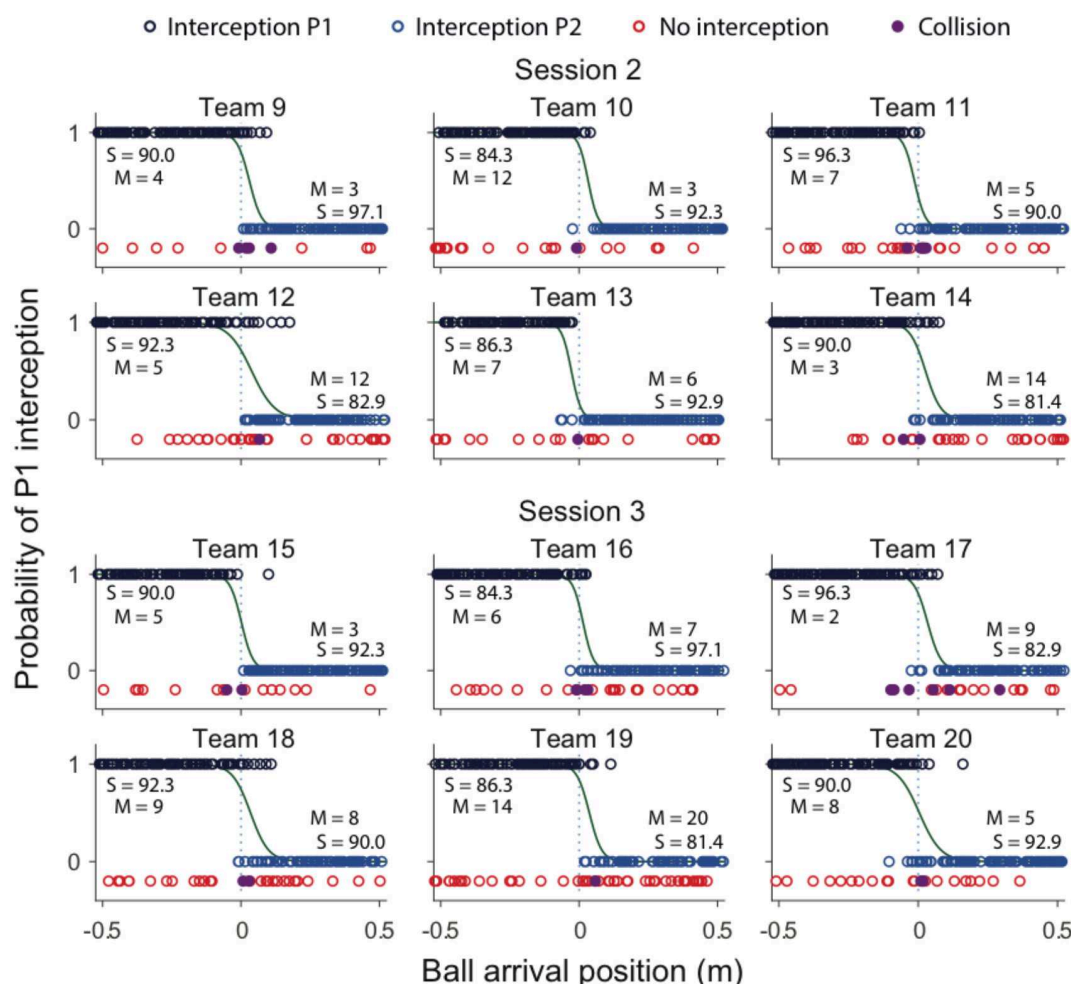 Interception P1 Interception P2 No interception Collision
Session 2
Team 9 Team 10 Team 11
1
S = 90.0 S = 84.3 S = 96.3
M = 4 M = 12 M = 7
M = 3 M = 3 M = 5
S = 97.1 S = 92.3 S = 90.0
0
Team 12 Team 13 Team 14
1
S = 92.3 S = 86.3 S = 90.0
M = 5 M = 7 M = 3
M = 12 M = 6 M = 14
S = 82.9 S = 92.9 S = 81.4
0
Probability of P1 interception
Session 3
Team 15 Team 16 Team 17
1
S = 90.0 S = 84.3 S = 96.3
M = 5 M = 6 M = 2
M = 3 M = 7 M = 9
S = 92.3 S = 97.1 S = 82.9
0
Team 18 Team 19 Team 20
1
S = 92.3 S = 86.3 S = 90.0
M = 9 M = 14 M = 8
M = 8 M = 20 M = 5
S = 90.0 S = 81.4 S = 92.9
0
-0.5 0 0.5 -0.5 0 0.5 -0.5 0 0.5
Ball arrival position (m)